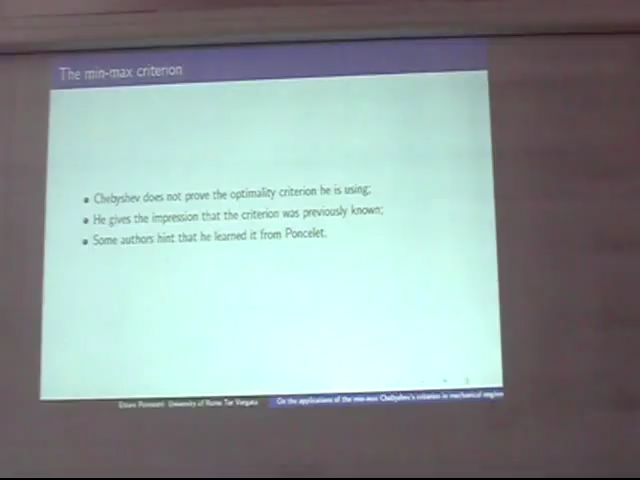 The min-max criterion
Chebyshev does not prove the optimality criterion he is using;
He gives the impression that the criterion was previously known;
Some authors hint that he learned it from Poncelet.
Ettore Pennestrì University of Rome Tor Vergata
On the applications of the min-max Chebyshev's criterion in mechanical